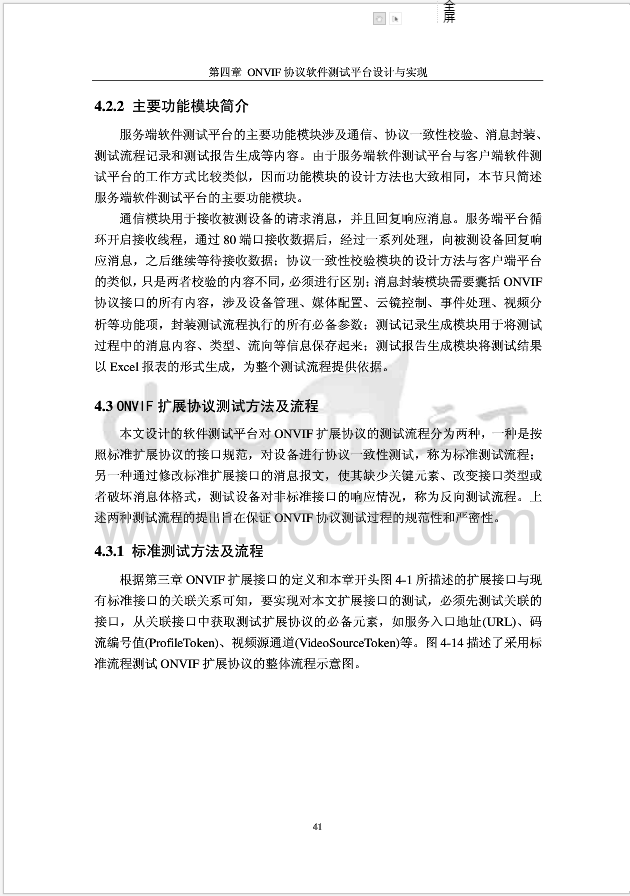 全
屏
第四章 ONVIF 协议软件测试平台设计与实现
4.2.2 主要功能模块简介
服务端软件测试平台的主要功能模块涉及通信、协议一致性校验、消息封装、
测试流程记录和测试报告生成等内容。由于服务端软件测试平台与客户端软件测
试平台的工作方式比较类似，因而功能模块的设计方法也大致相同，本节只简述
服务端软件测试平台的主要功能模块。
通信模块用于接收被测设备的请求消息，并且回复响应消息。服务端平台循
环开启接收线程，通过 80 端口接收数据后，经过一系列处理，向被测设备回复响
应消息，之后继续等待接收数据；协议一致性校验模块的设计方法与客户端平台
的类似，只是两者校验的内容不同，必须进行区别；消息封装模块需要囊括 ONVIF
协议接口的所有内容，涉及设备管理、媒体配置、云镜控制、事件处理、视频分
析等功能项，封装测试流程执行的所有必备参数；测试记录生成模块用于将测试
过程中的消息内容、类型、流向等信息保存起来；测试报告生成模块将测试结果
以 Excel 报表的形式生成，为整个测试流程提供依据。
4.3 ONVIF 扩展协议测试方法及流程
本文设计的软件测试平台对 ONVIF 扩展协议的测试流程分为两种，一种是按
照标准扩展协议的接口规范，对设备进行协议一致性测试，称为标准测试流程；
另一种通过修改标准扩展接口的消息报文，使其缺少关键元素、改变接口类型或
者破坏消息体格式，测试设备对非标准接口的响应情况，称为反向测试流程。上
述两种测试流程的提出旨在保证 ONVIF 协议测试过程的规范性和严密性。
4.3.1 标准测试方法及流程
根据第三章 ONVIF 扩展接口的定义和本章开头图 4-1 所描述的扩展接口与现
有标准接口的关联关系可知，要实现对本文扩展接口的测试，必须先测试关联的
接口，从关联接口中获取测试扩展协议的必备元素，如服务入口地址(URL)、码
流编号值(ProfileToken)、视频源通道(VideoSourceToken)等。图 4-14 描述了采用标
准流程测试 ONVIF 扩展协议的整体流程示意图。
docin 豆丁
www.docin.com
41